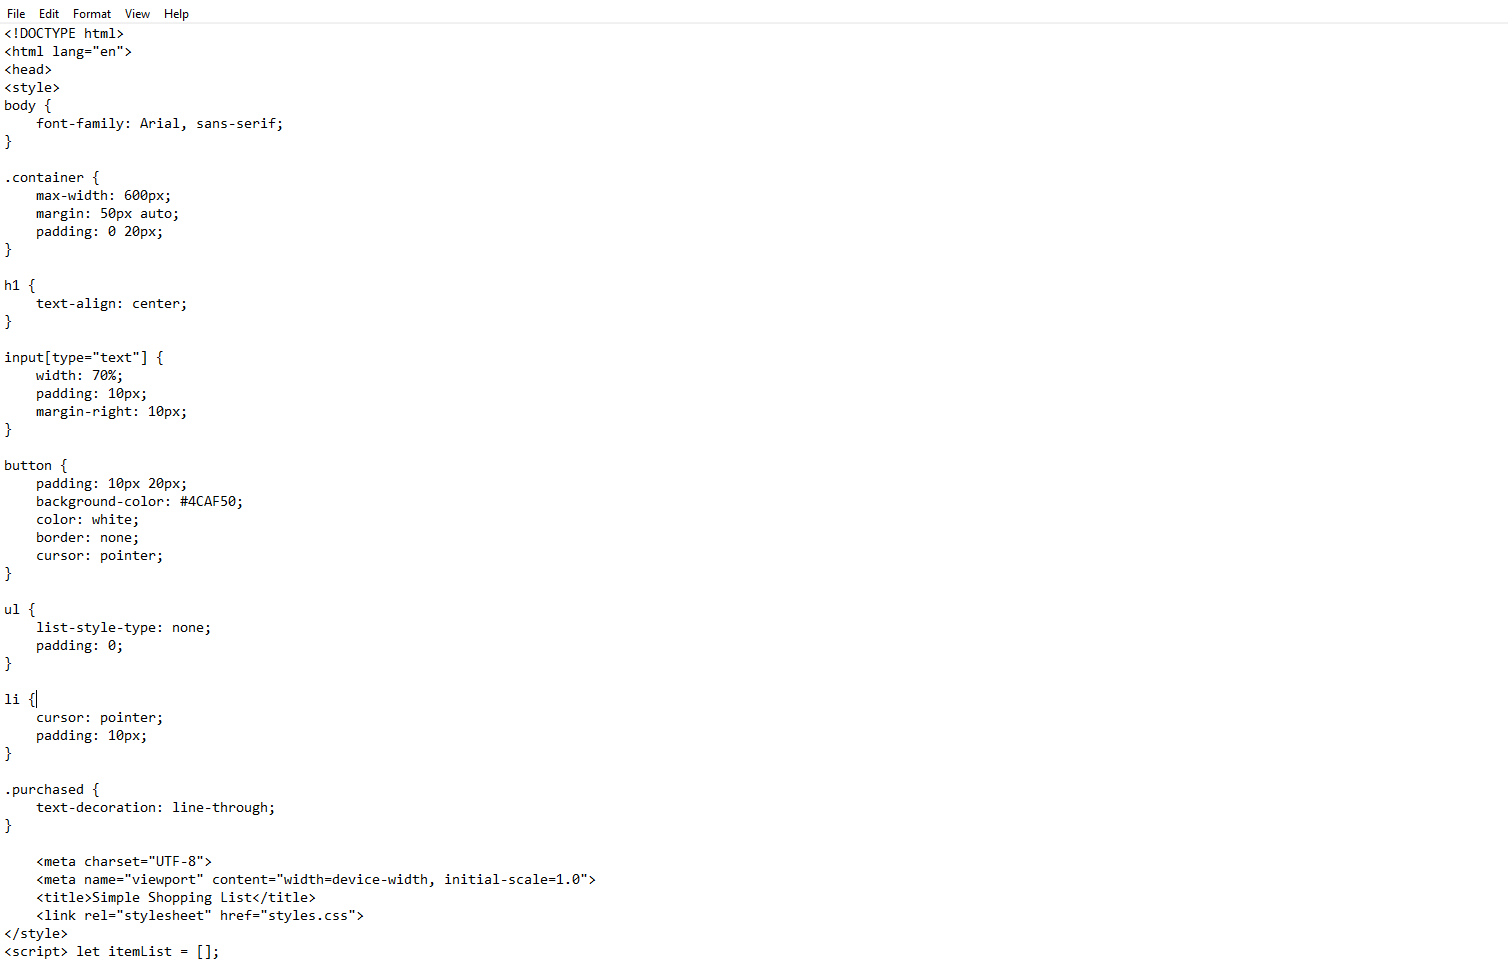 File Edit Format View Help
<!DOCTYPE html>
<html lang="en">
<head>
<style>
body {
    font-family: Arial, sans-serif;
}

.container {
    max-width: 600px;
    margin: 50px auto;
    padding: 0 20px;
}

h1 {
    text-align: center;
}

input[type="text"] {
    width: 70%;
    padding: 10px;
    margin-right: 10px;
}

button {
    padding: 10px 20px;
    background-color: #4CAF50;
    color: white;
    border: none;
    cursor: pointer;
}

ul {
    list-style-type: none;
    padding: 0;
}

li {
    cursor: pointer;
    padding: 10px;
}

.purchased {
    text-decoration: line-through;
}

    <meta charset="UTF-8">
    <meta name="viewport" content="width=device-width, initial-scale=1.0">
    <title>Simple Shopping List</title>
    <link rel="stylesheet" href="styles.css">
</style>
<script> let itemList = [];